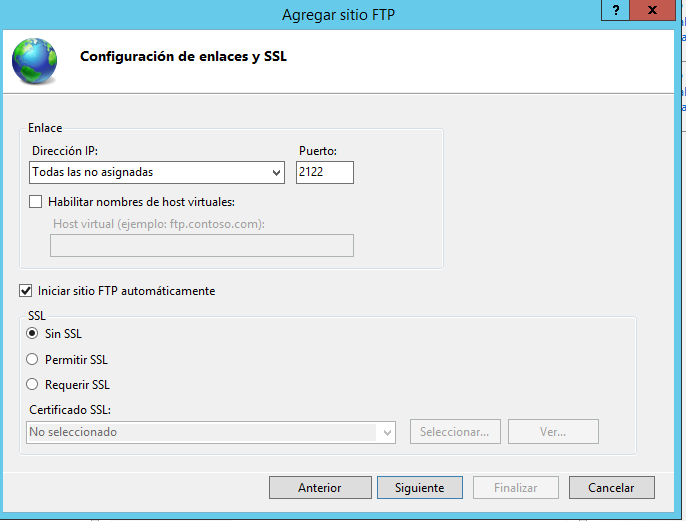 Agregar sitio FTP
? x
Configuración de enlaces y SSL
Enlace
Dirección IP: Puerto:
Todas las no asignadas 2122
Habilitar nombres de host virtuales:
Host virtual (ejemplo: ftp.contoso.com):
Iniciar sitio FTP automáticamente
SSL
Sin SSL
Permitir SSL
Requerir SSL
Certificado SSL:
No seleccionado Seleccionar... Ver...
Anterior Siguiente Finalizar Cancelar